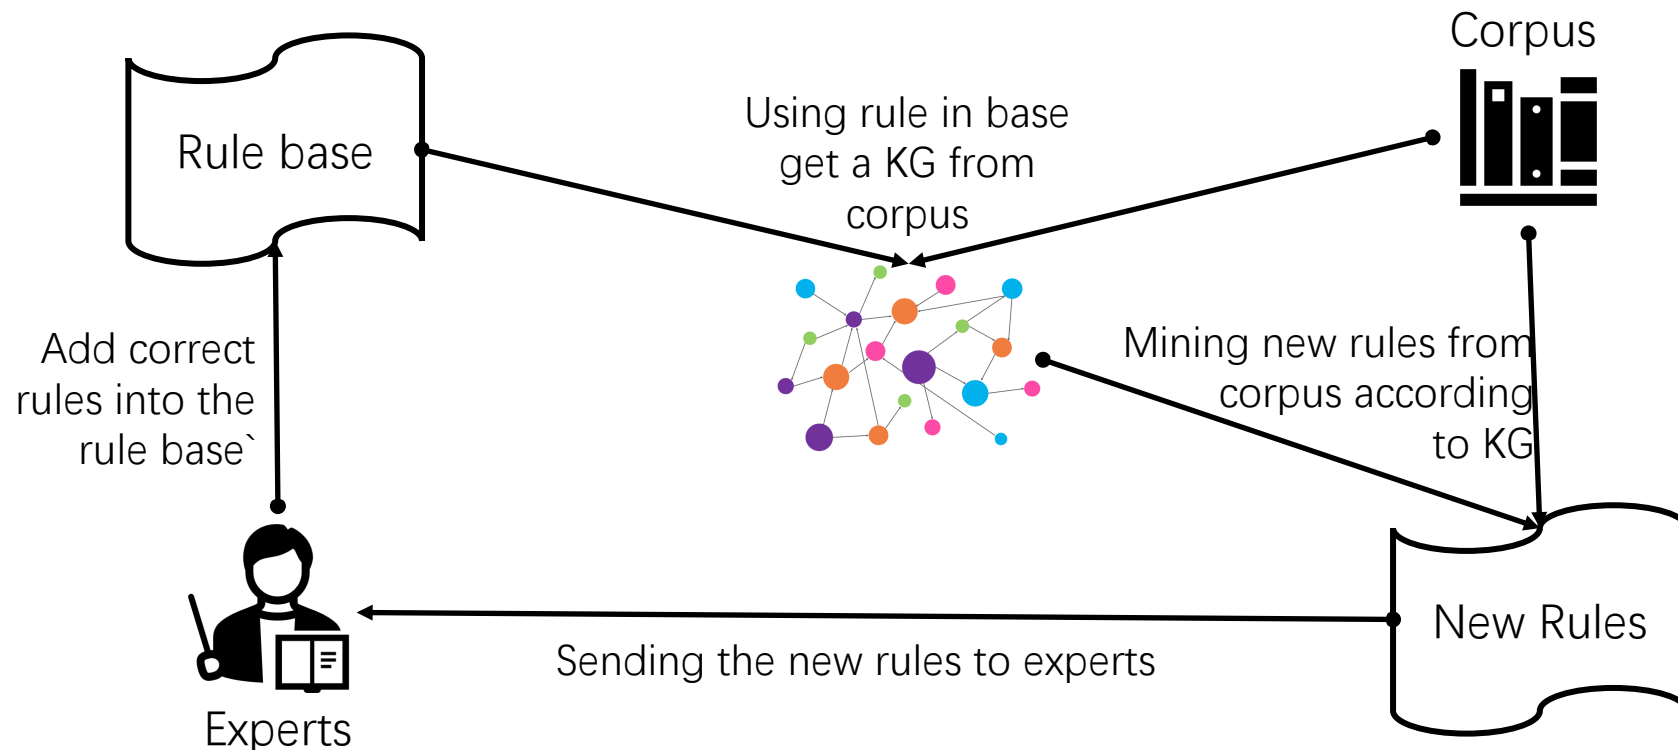 Corpus
Rule base
Using rule in base
get a KG from
corpus
Add correct
rules into the
rule base`
Mining new rules from
corpus according
to KG
New Rules
Sending the new rules to experts
Experts